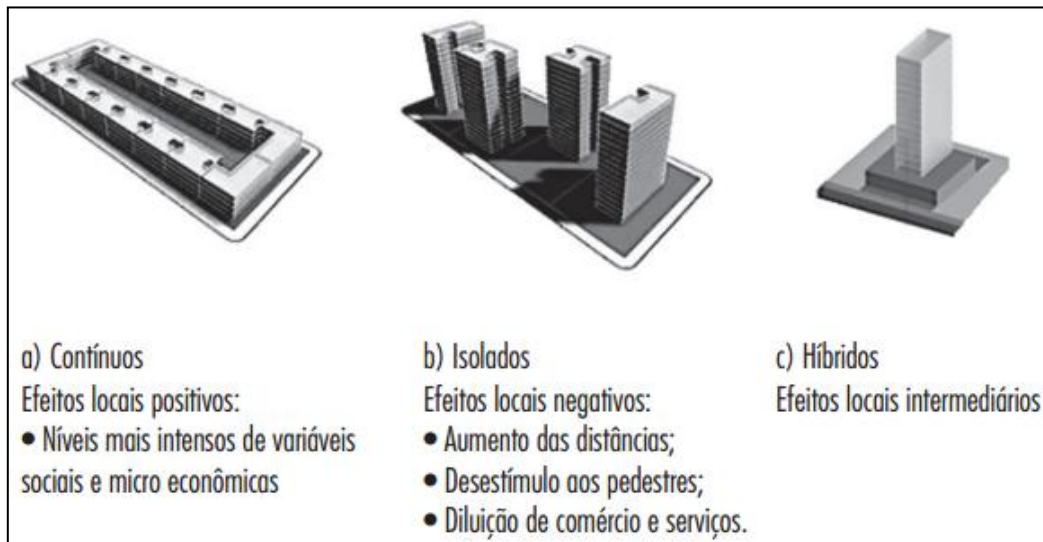 a) Contínuos
Efeitos locais positivos:
• Níveis mais intensos de variáveis
sociais e micro econômicas
b) Isolados
Efeitos locais negativos:
• Aumento das distâncias;
• Desestímulo aos pedestres;
• Diluição de comércio e serviços.
c) Híbridos
Efeitos locais intermediários